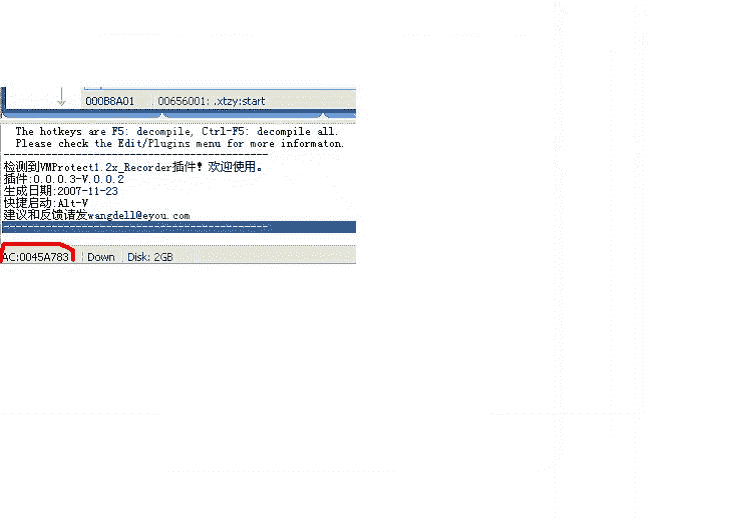 000B8A01 00656001: .xtzy:start
The hotkeys are F5: decompile, Ctrl-F5: decompile all.
Please check the Edit/Plugins menu for more informaton.
-----------------------------------------
检测到VMProtect1.2x_Recorder插件! 欢迎使用。
插件:0.0.0.3-V.0.0.2
生成日期:2007-11-23
快捷启动:Alt-V
建议和反馈请发wangdell@eyou.com
-----------------------------------------
AC:0045A783 Down Disk: 2GB